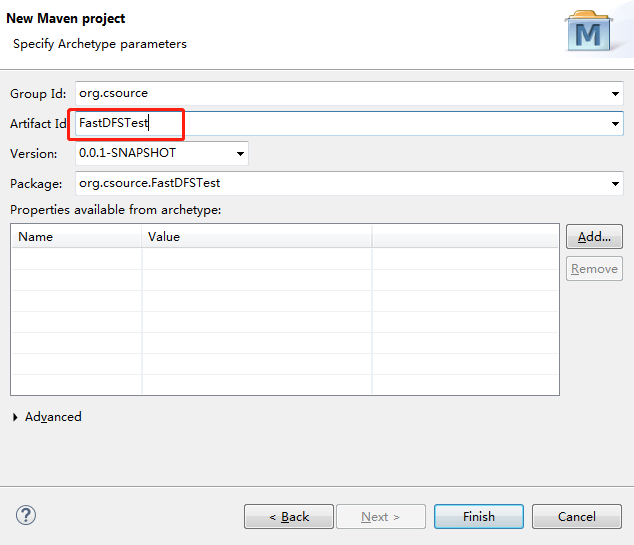 New Maven project
Specify Archetype parameters
M
Group Id: org.csource
Artifact Id FastDFSTest
Version: 0.0.1-SNAPSHOT
Package: org.csource.FastDFSTest
Properties available from archetype:
Name Value
Add...
Remove
Advanced
? < Back Next > Finish Cancel